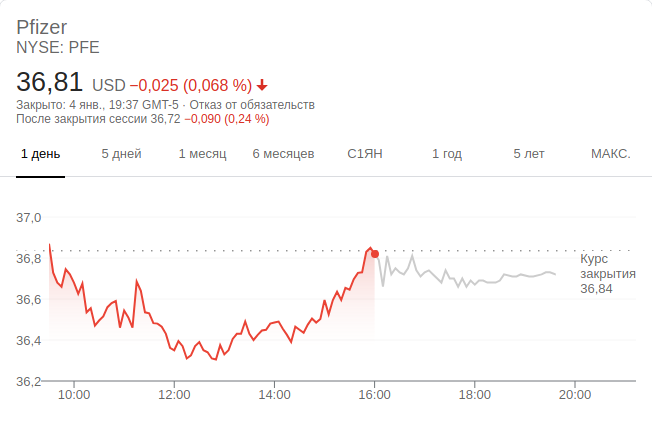 Pfizer
NYSE: PFE
36,81 USD −0,025 (0,068 %)
Закрыто: 4 янв., 19:37 GMT-5 · Отказ от обязательств
После закрытия сессии 36,72 −0,090 (0,24 %)
1 день 5 дней 1 месяц 6 месяцев С1ЯН 1 год 5 лет МАКС.
37,0
36,8
36,6
36,4
36,2
Курс
закрытия
36,84
10:00 12:00 14:00 16:00 18:00 20:00